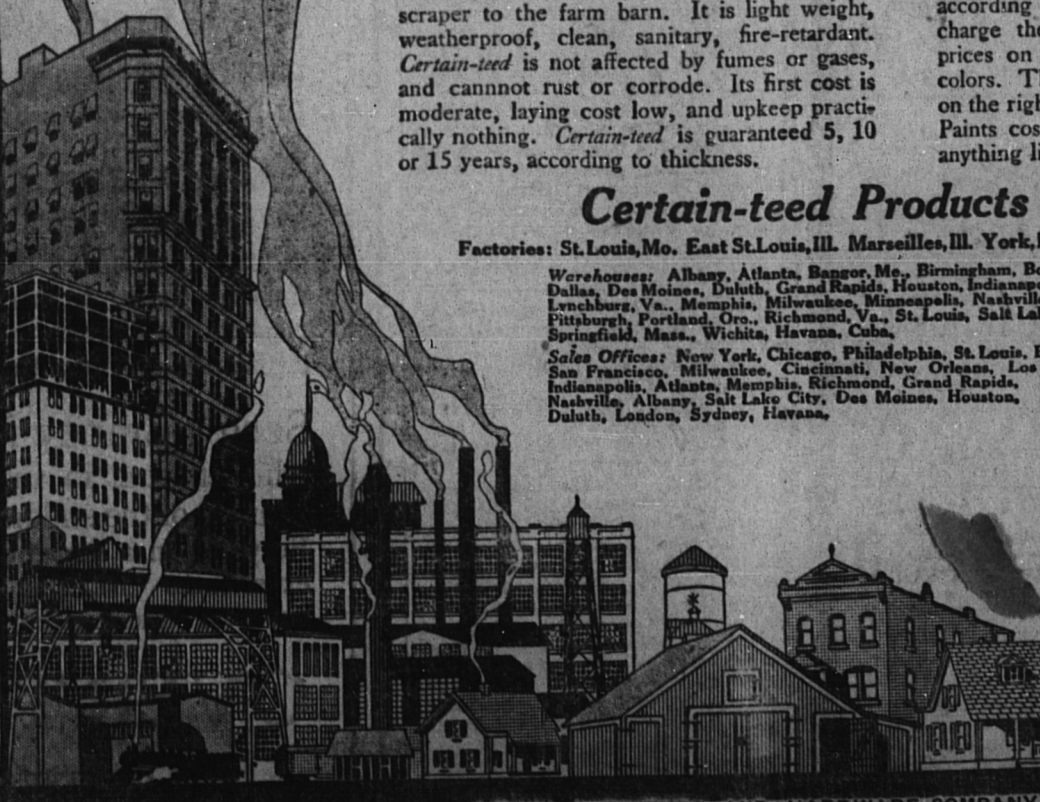 scraper to the farm barn. It is light weight,
weatherproof, clean, sanitary, fire-retardant.
Certain-teed is not affected by fumes or gases,
and cannnot rust or corrode. Its first cost is
moderate, laying cost low, and upkeep practi-
cally nothing. Certain-teed is guaranteed 5, 10
or 15 years, according to thickness.
according
charge the
prices on
colors.
on the
Paints
anything
Certain-teed Products
Factories: St.Louis,Mo. East St.Louis,Ill. Marseilles,Ill. York,
Warehouses: Albany, Atlanta, Bangor, Me., Birmingham,
Dallas, Des Moines, Duluth, Grand Rapids, Houston,
Lynchburg, Va., Memphis, Milwaukee, Minneapolis,
Pittsburgh, Portland, Ore., Richmond, Va., St. Louis, Salt
Springfield, Mass., Wichita, Havana, Cuba,
Sales Offices: New York, Chicago, Philadelphia, St. Louis,
San Francisco, Milwaukee, Cincinnati, New Orleans, Los
Indianapolis, Atlanta, Memphis, Richmond, Grand Rapids,
Nashville, Albany, Salt Lake City, Des Moines, Houston,
Duluth, London, Sydney, Havana,